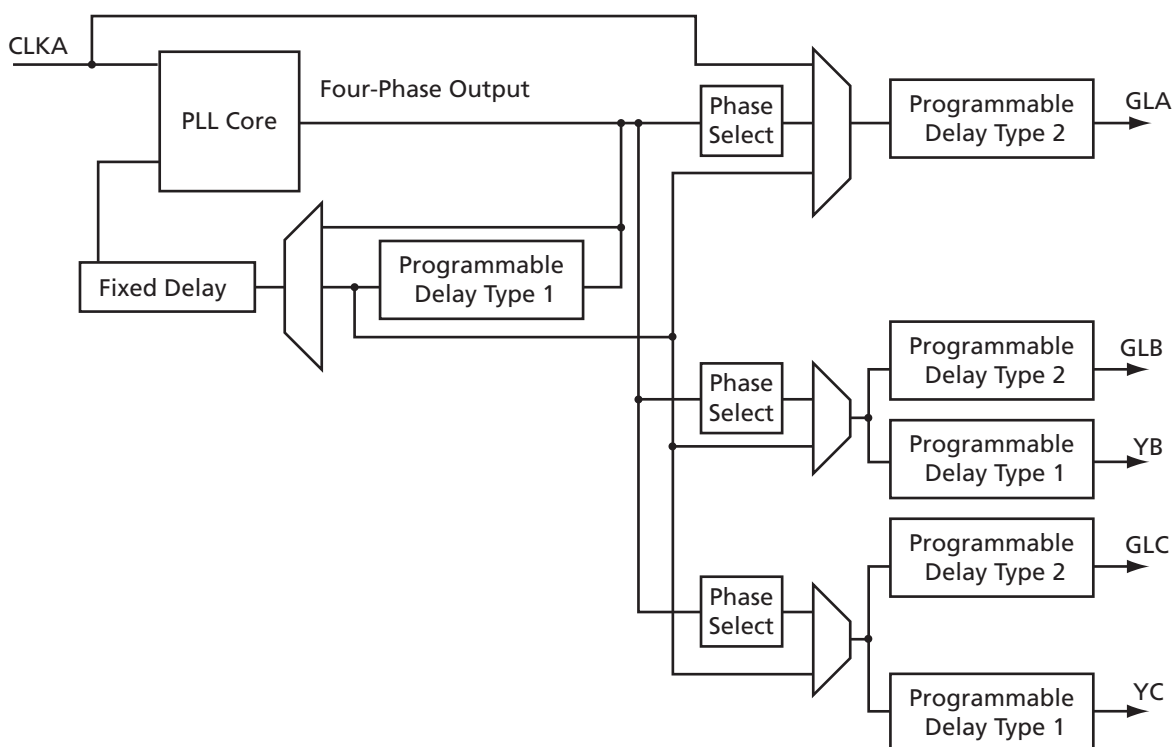 CLKA
PLL Core
Four-Phase Output
Phase
Select
Programmable
Delay Type 2
GLA
Fixed Delay
Programmable
Delay Type 1
Phase
Select
Programmable
Delay Type 2
GLB
Programmable
Delay Type 1
YB
Phase
Select
Programmable
Delay Type 2
GLC
Programmable
Delay Type 1
YC